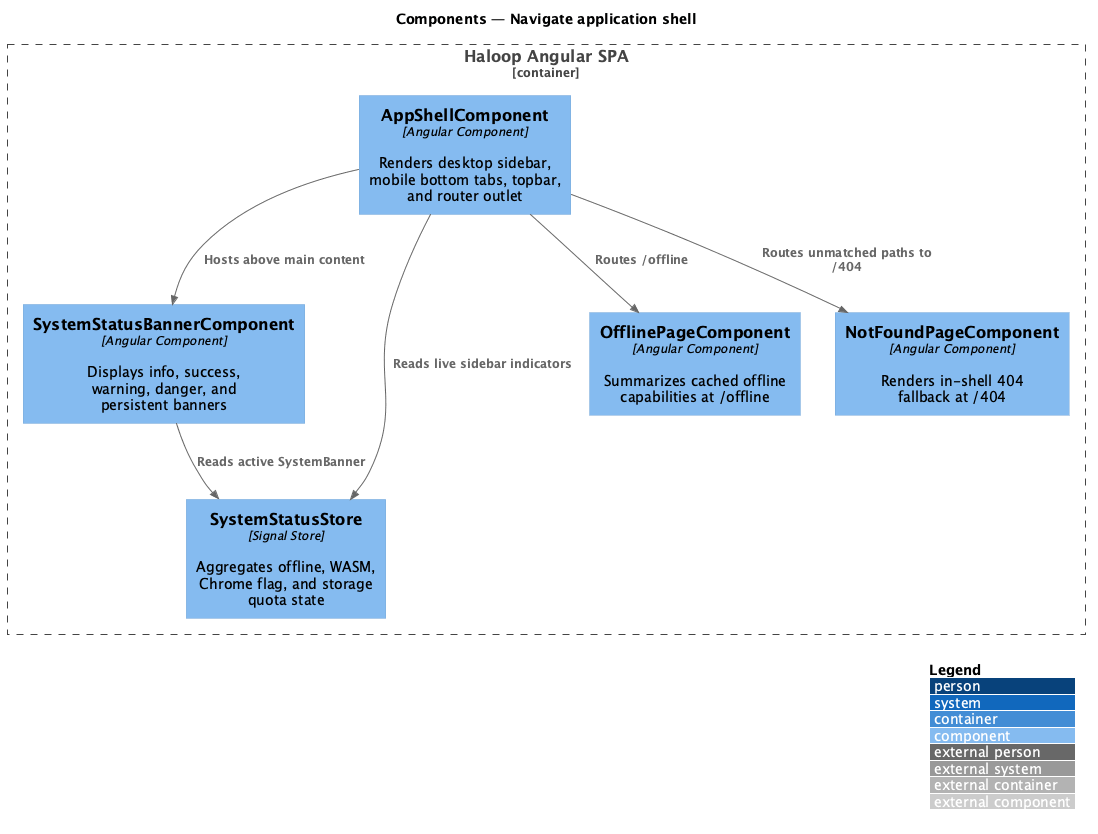 Components — Navigate application shell
Haloop Angular SPA
[container]
AppShellComponent
[Angular Component]
Renders desktop sidebar,
mobile bottom tabs, topbar,
and router outlet
Hosts above main content
Routes /offline
Routes unmatched paths to
/404
SystemStatusBannerComponent
[Angular Component]
Displays info, success,
warning, danger, and
persistent banners
Reads live sidebar indicators
OfflinePageComponent
[Angular Component]
Summarizes cached offline
capabilities at /offline
NotFoundPageComponent
[Angular Component]
Renders in-shell 404
fallback at /404
Reads active SystemBanner
SystemStatusStore
[Signal Store]
Aggregates offline, WASM,
Chrome flag, and storage
quota state
Legend
person
system
container
component
external person
external system
external container
external component